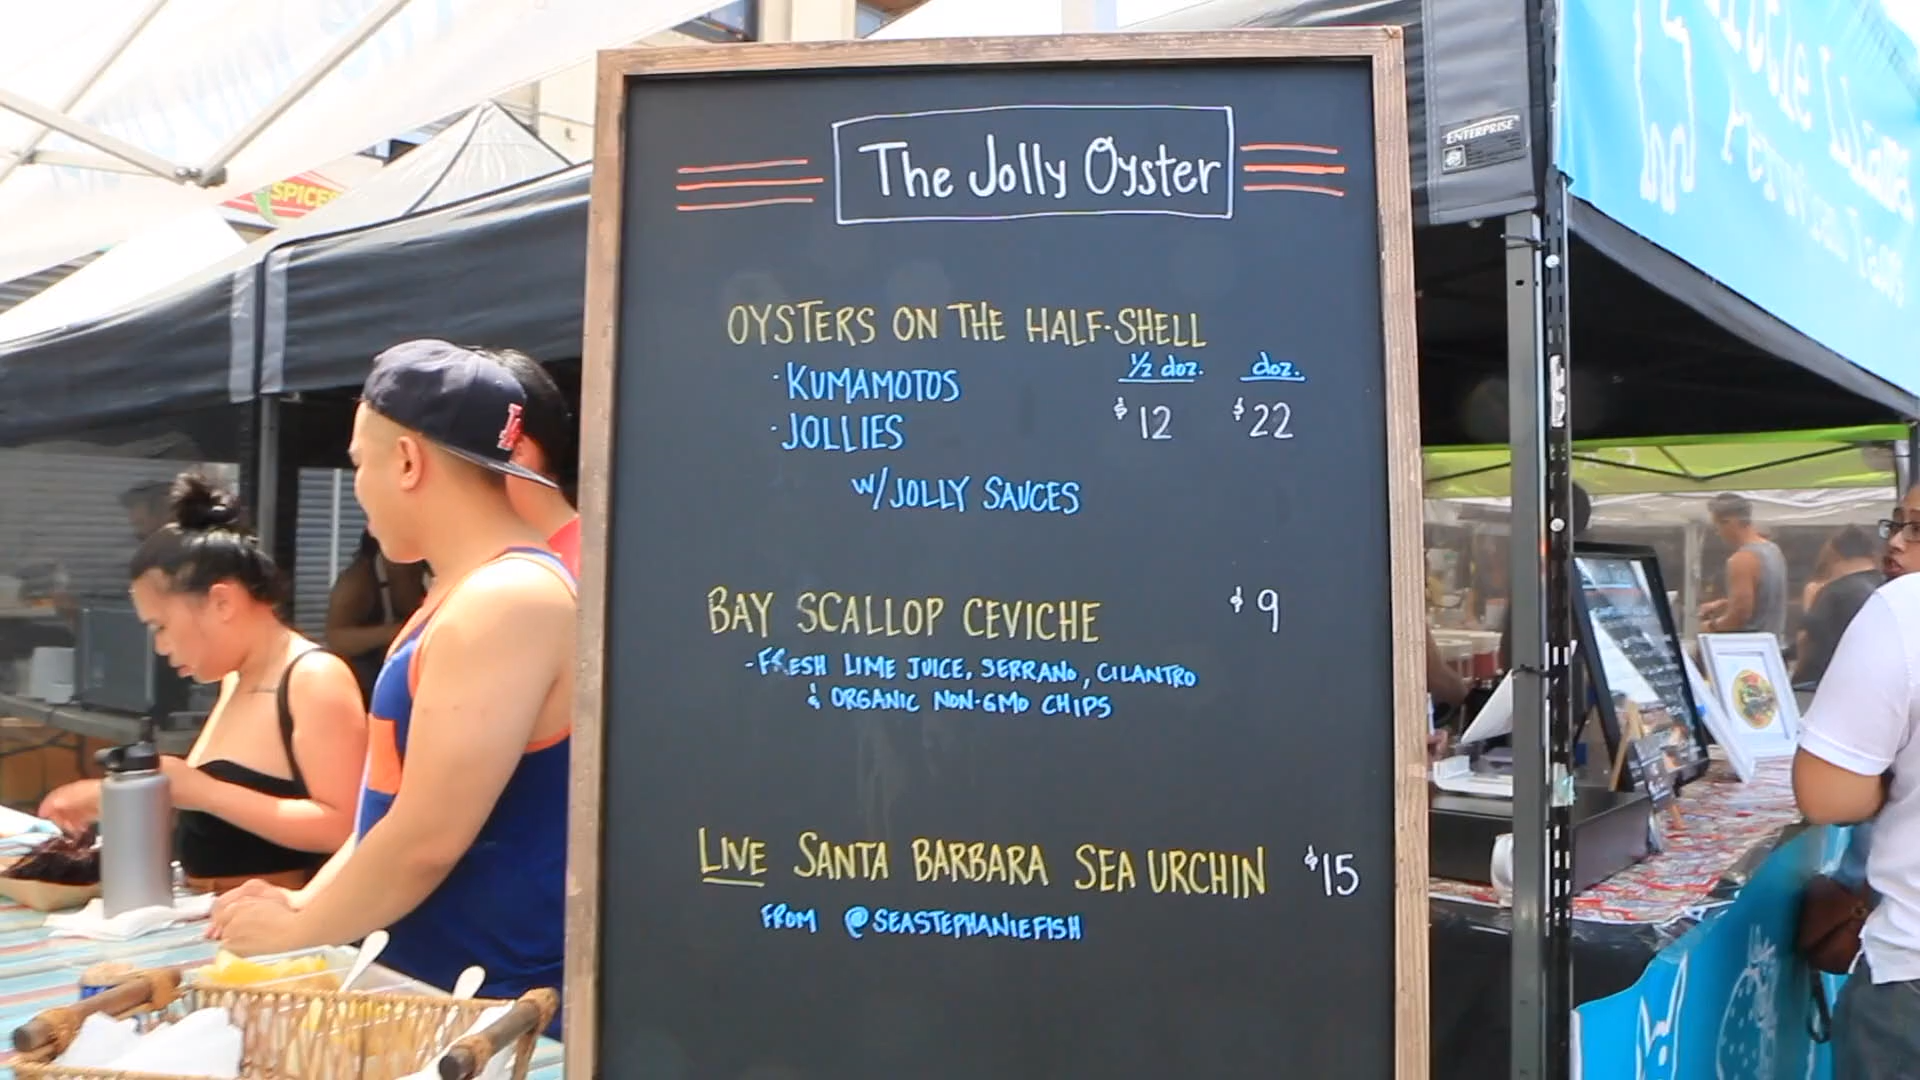 The Jolly Oyster
OYSTERS ON THE HALF-SHELL
½ doz. doz.
· KUMAMOTOS
· JOLLIES $12 $22
W/ JOLLY SAUCES
BAY SCALLOP CEVICHE $9
- FRESH LIME JUICE, SERRANO, CILANTRO
& ORGANIC NON-GMO CHIPS
LIVE SANTA BARBARA SEA URCHIN $15
FROM @SEASTEPHANIEFISH
ENTERPRISE
SPICES